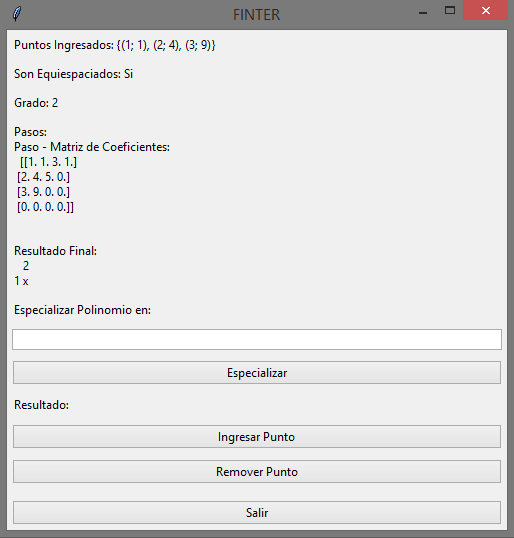 FINTER
Puntos Ingresados: {(1; 1), (2; 4), (3; 9)}
Son Equiespaciados: Si
Grado: 2
Pasos:
Paso - Matriz de Coeficientes:
[[1. 1. 3. 1.]
[2. 4. 5. 0.]
[3. 9. 0. 0.]
[0. 0. 0. 0.]]
Resultado Final:
2
1 x
Especializar Polinomio en:
Especializar
Resultado:
Ingresar Punto
Remover Punto
Salir